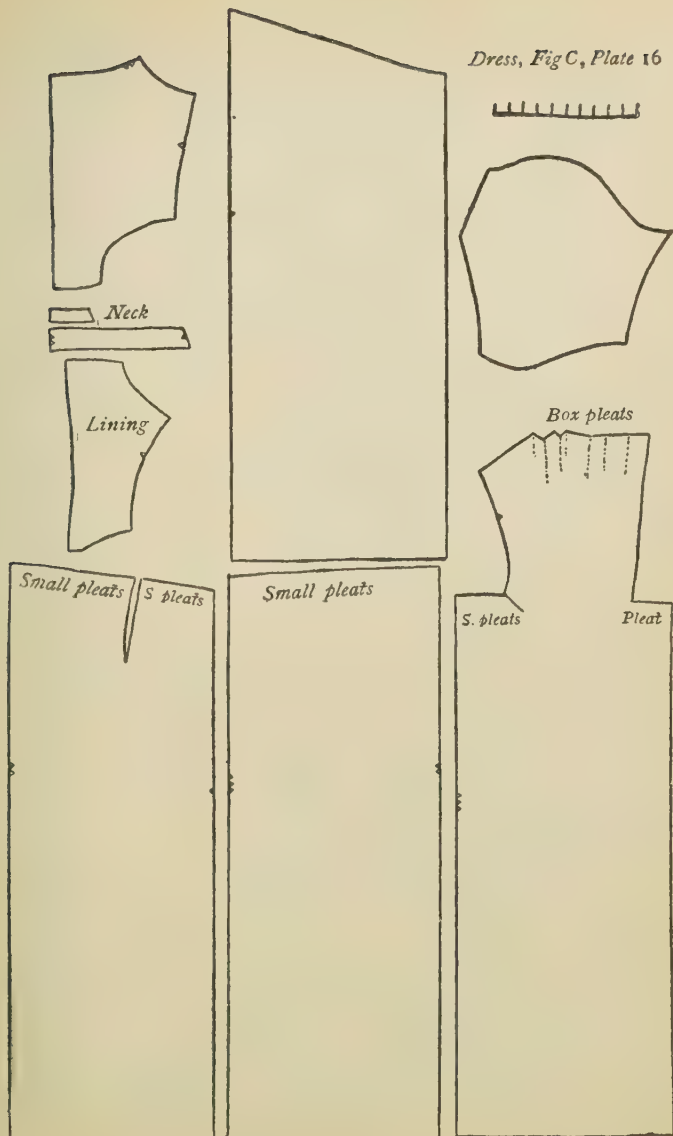 Dress, Fig C, Plate 16
Neck
Lining
Box pleats
Small pleats
S pleats
Small pleats
S. pleats
Pleat